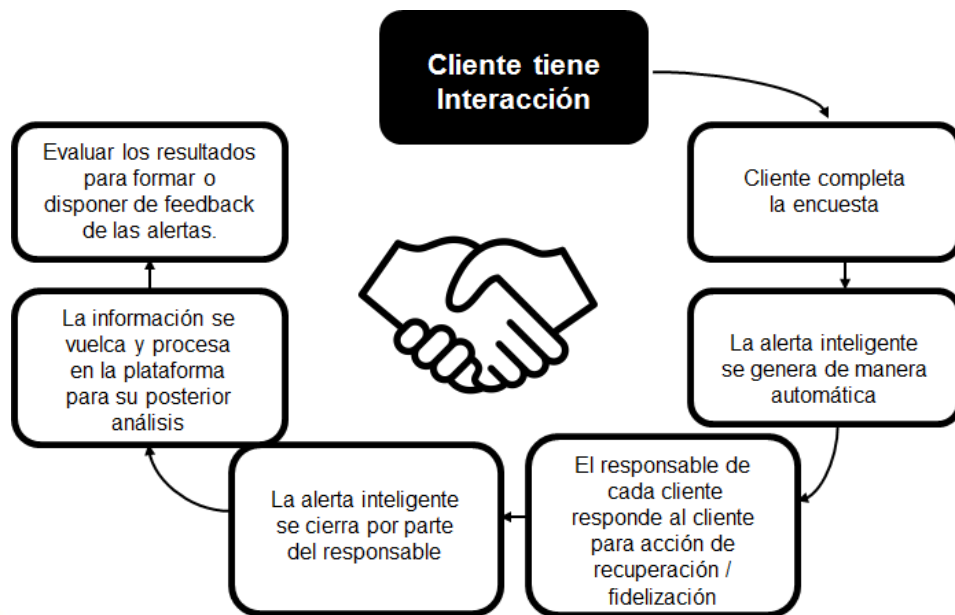 Cliente tiene
Interacción
Cliente completa
la encuesta
La alerta inteligente
se genera de manera
automática
El responsable de
cada cliente
responde al cliente
para acción de
recuperación /
fidelización
La alerta inteligente
se cierra por parte
del responsable
La información se
vuelca y procesa
en la plataforma
para su posterior
análisis
Evaluar los resultados
para formar o
disponer de feedback
de las alertas.